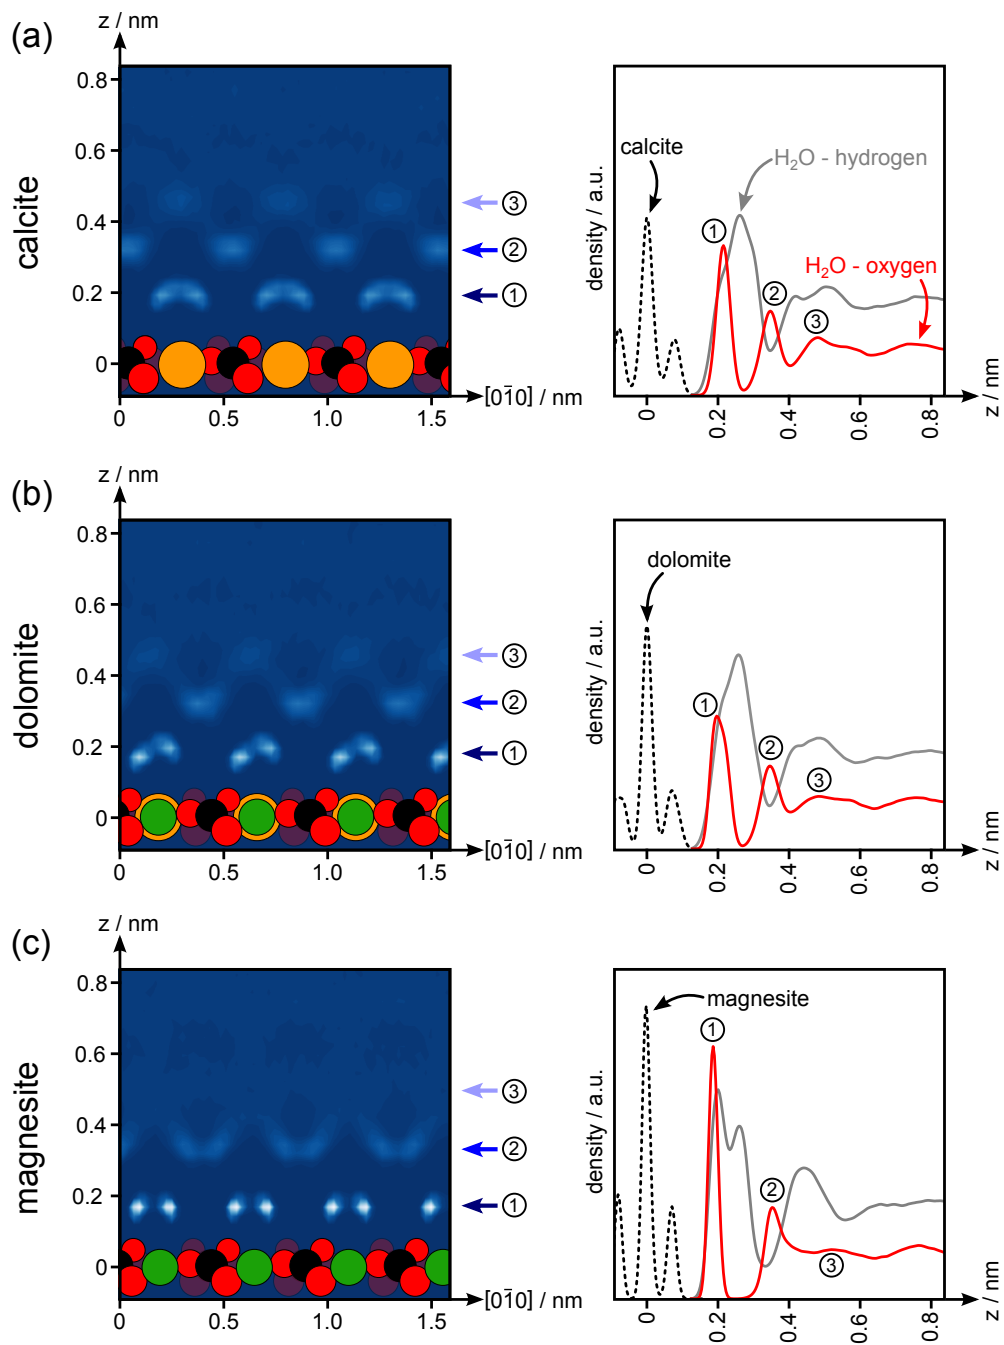 (a)
z / nm
calcite
0.8
0.6
0.4
0.2
0
0
0.5
1.0
1.5
[01̄0] / nm
3
2
1
density / a.u.
calcite
H₂O - hydrogen
H₂O - oxygen
1
2
3
0
0.2
0.4
0.6
0.8
z / nm
(b)
z / nm
dolomite
0.8
0.6
0.4
0.2
0
0
0.5
1.0
1.5
[01̄0] / nm
3
2
1
density / a.u.
dolomite
1
2
3
0
0.2
0.4
0.6
0.8
z / nm
(c)
z / nm
magnesite
0.8
0.6
0.4
0.2
0
0
0.5
1.0
1.5
[01̄0] / nm
3
2
1
density / a.u.
magnesite
1
2
3
0
0.2
0.4
0.6
0.8
z / nm